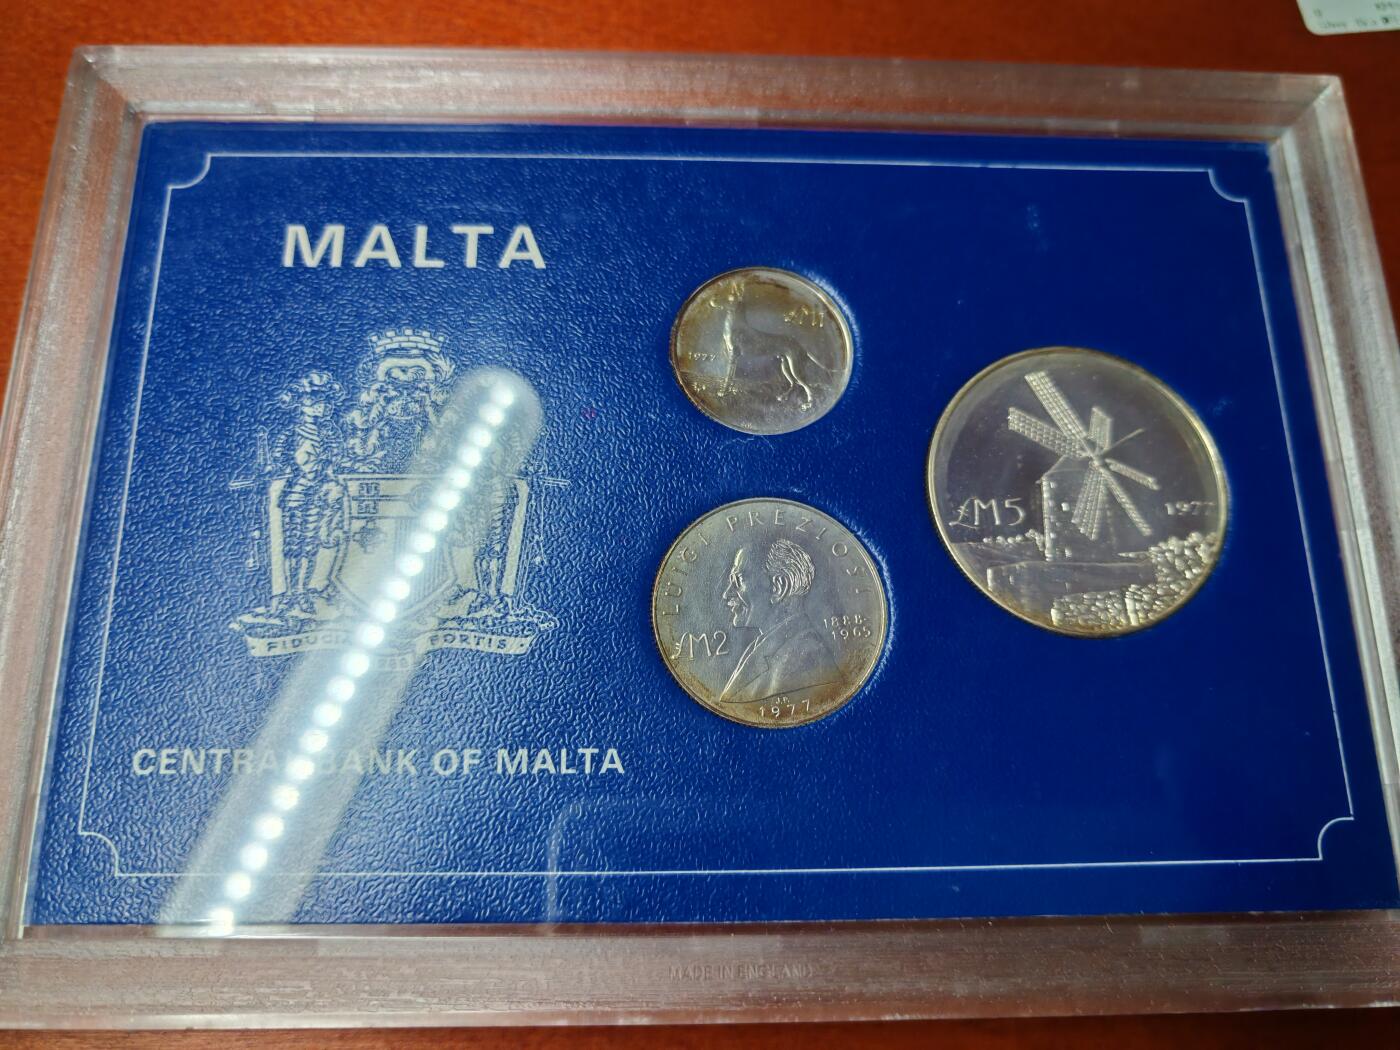 MALTA
£M1
1977
£M5
1977
LUIGI PREZIOSI
£M2
1888-
1965
1977
FORTIS
CENTRAL BANK OF MALTA
MADE IN ENGLAND